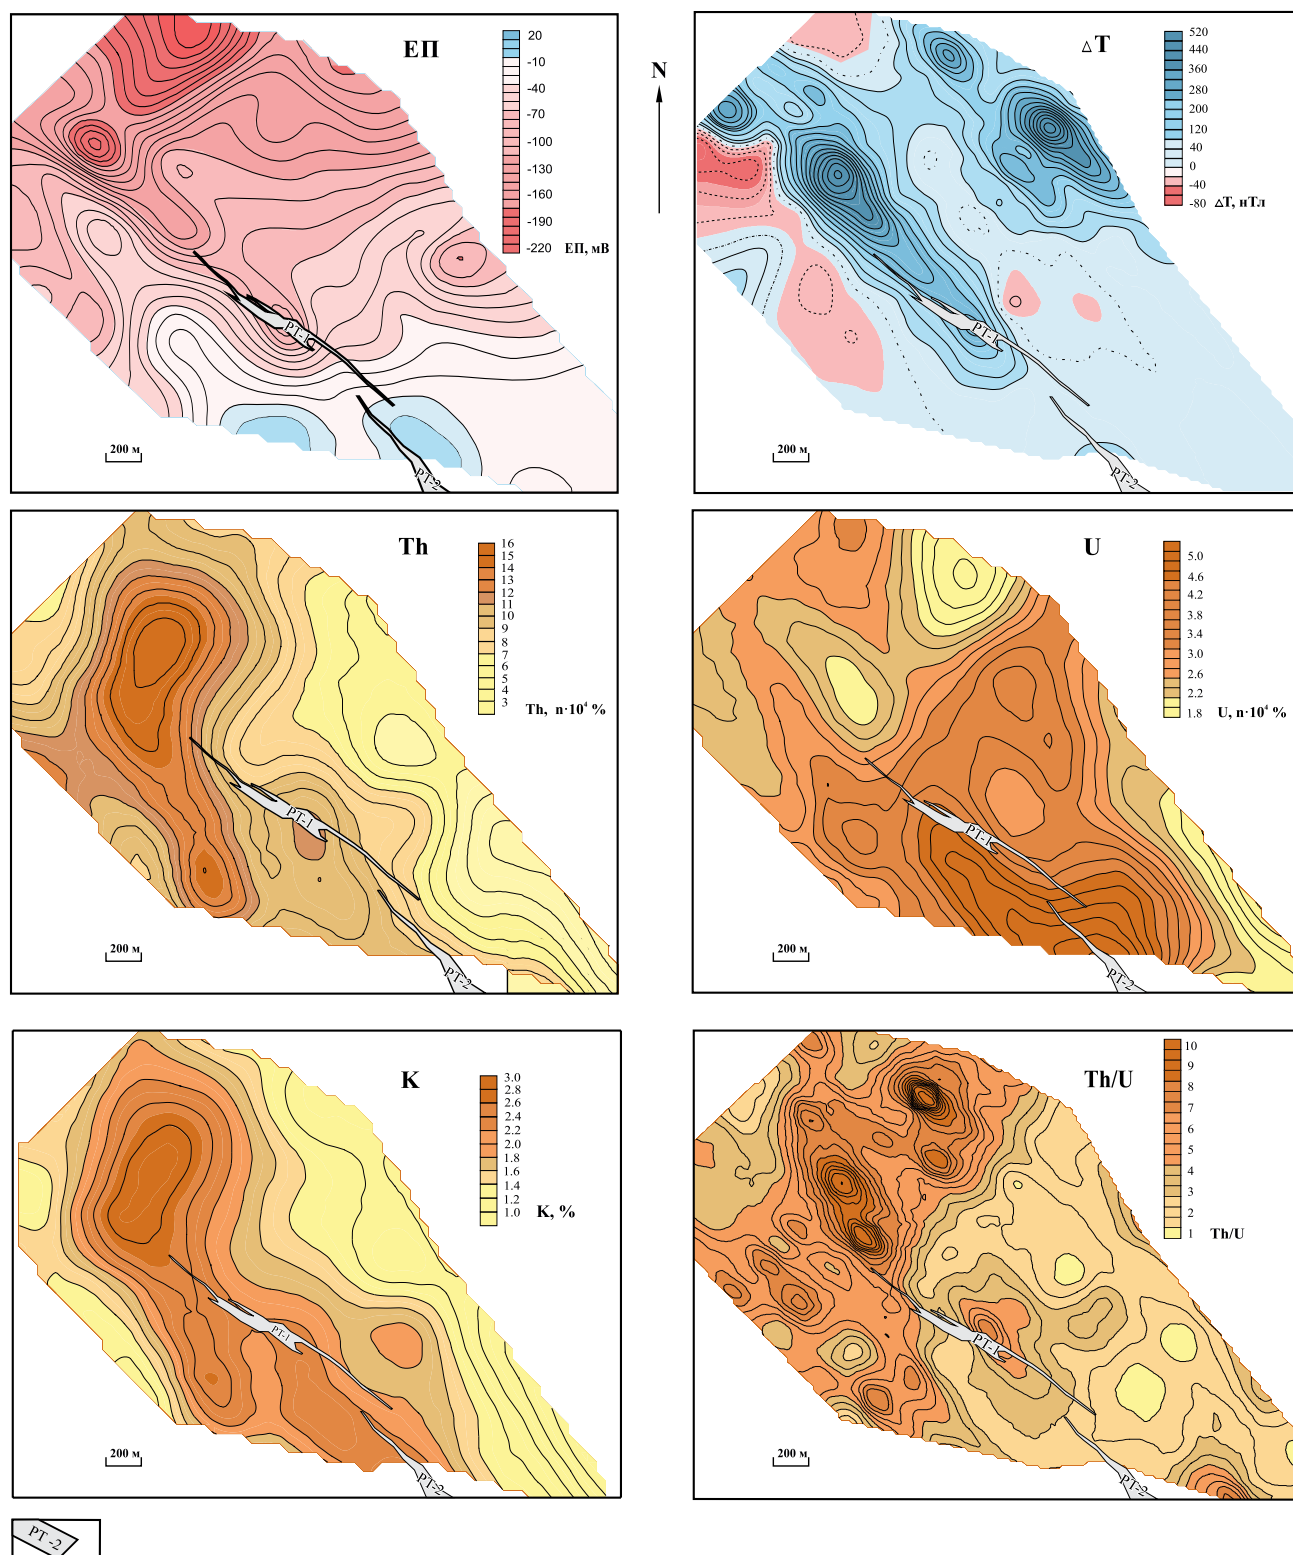 ЕП
20
-10
-40
-70
-100
-130
-160
-190
-220
ЕП, мВ
РТ-1
РТ-2
200 м
N
△T
520
440
360
280
200
120
40
0
-40
-80
ΔT, нТл
РТ-1
РТ-2
200 м
Th
16
15
14
13
12
11
10
9
8
7
6
5
4
3
Th, n·10⁴ %
РТ-1
РТ-2
200 м
U
5.0
4.6
4.2
3.8
3.4
3.0
2.6
2.2
1.8
U, n·10⁴ %
РТ-1
РТ-2
200 м
K
3.0
2.8
2.6
2.4
2.2
2.0
1.8
1.6
1.4
1.2
1.0
K, %
РТ-1
РТ-2
200 м
Th/U
10
9
8
7
6
5
4
3
2
1
Th/U
РТ-1
РТ-2
200 м
РТ -2